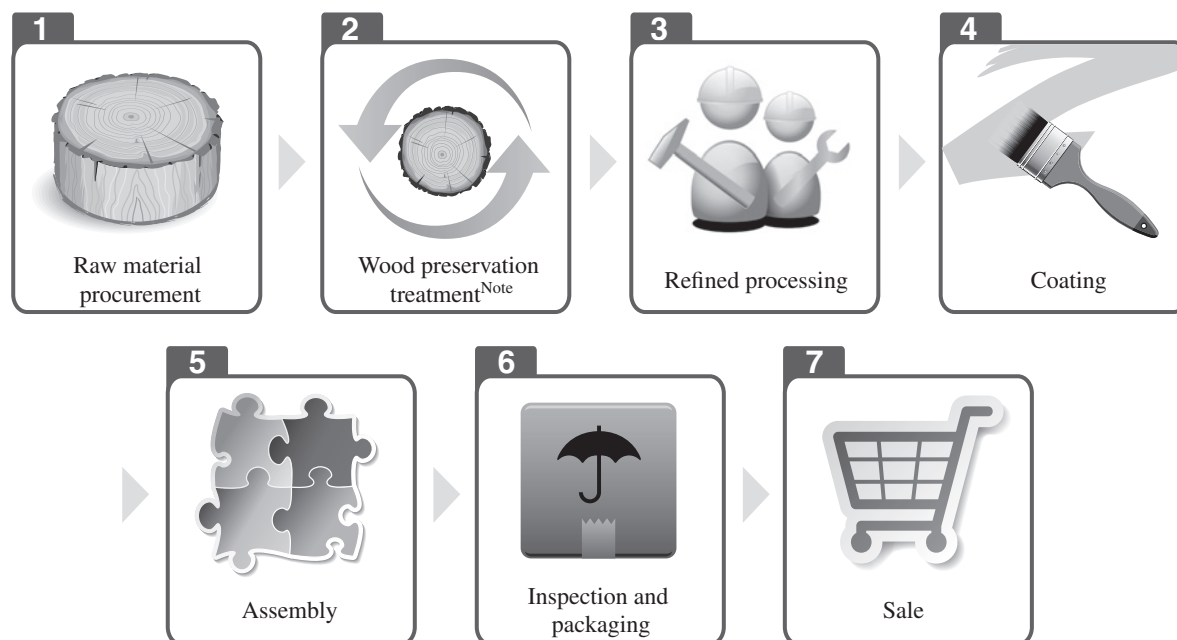 1
Raw material
procurement
2
Wood preservation
treatmentNote
3
Refined processing
4
Coating
5
Assembly
6
Inspection and
packaging
7
Sale